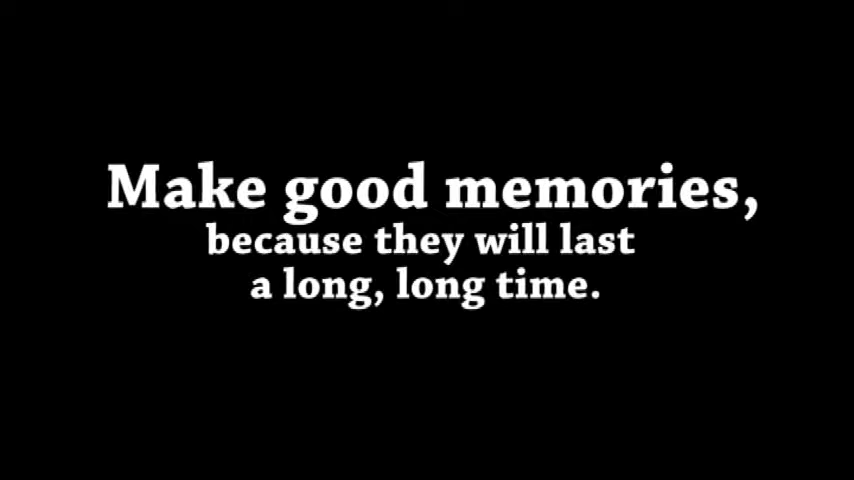 Make good memories,
because they will last
a long, long time.